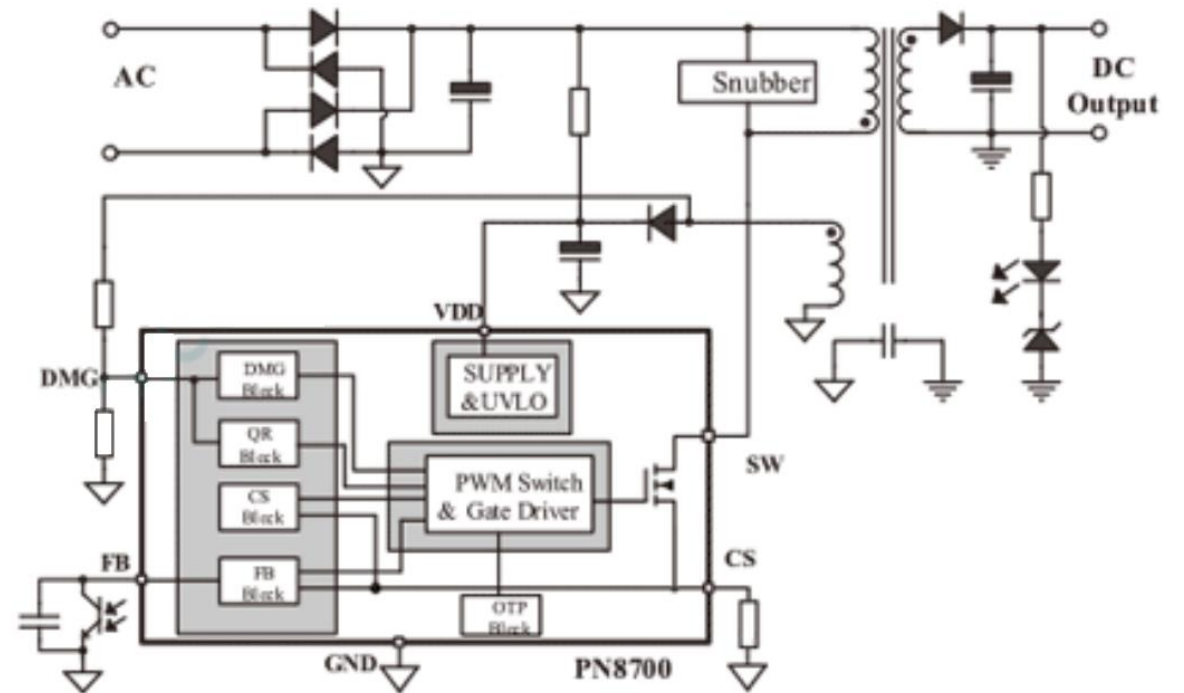 AC
Snubber
DC
Output
VDD
DMG
DMG
Block
SUPPLY
&UVLO
QR
Block
PWM Switch
& Gate Driver
SW
CS
Block
FB
CS
FB
Block
OTP
Block
GND
PN8700